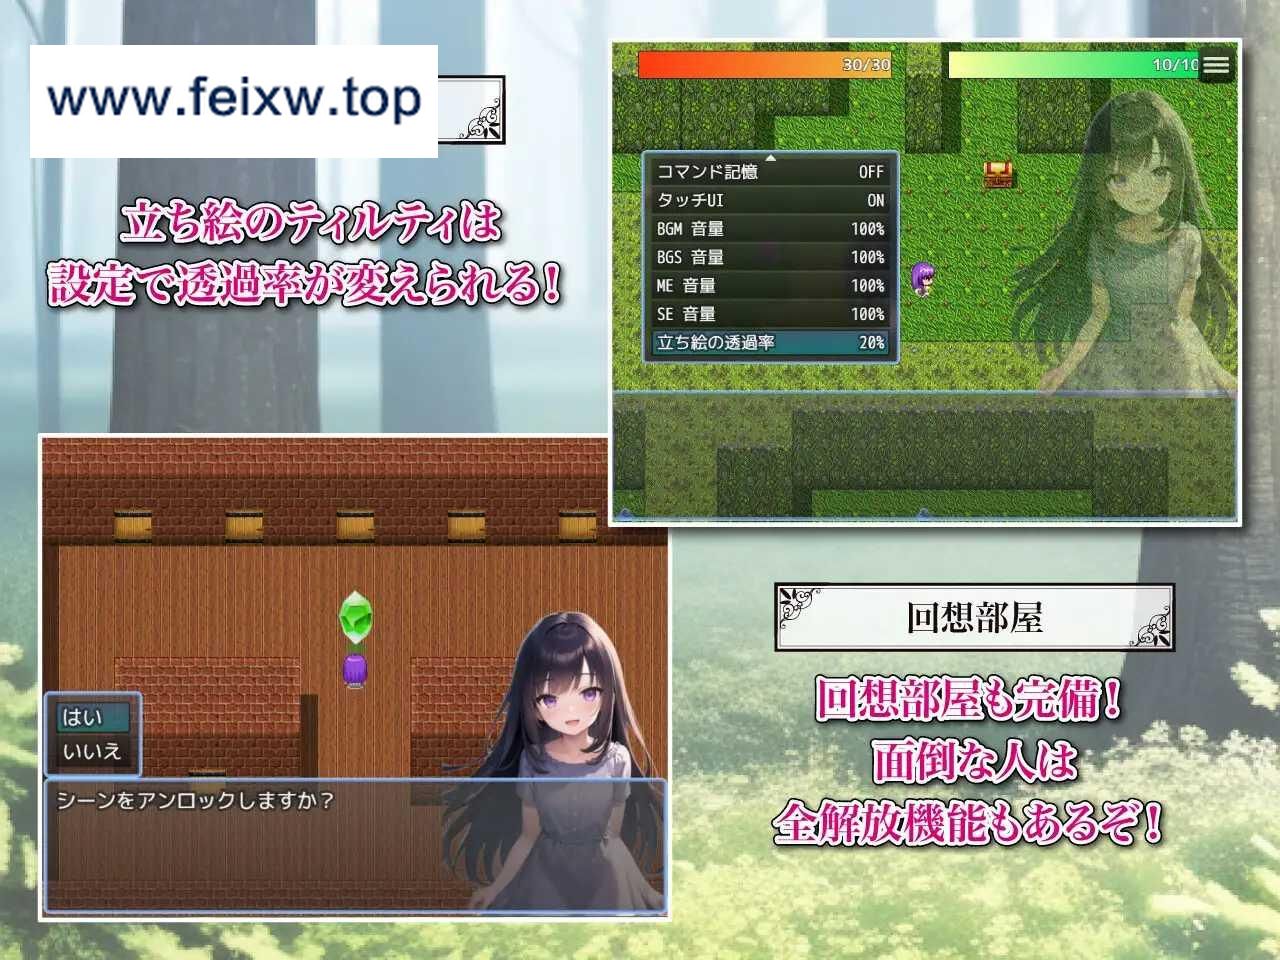 www.feixw.top
立ち絵のティルティは
設定で透過率が変えられる！
30/30
10/10
コマンド記憶 OFF
タッチUI ON
BGM 音量 100%
BGS 音量 100%
ME 音量 100%
SE 音量 100%
立ち絵の透過率 20%
はい
いいえ
シーンをアンロックしますか？
回想部屋
回想部屋も完備！
面倒な人は
全解放機能もあるぞ！